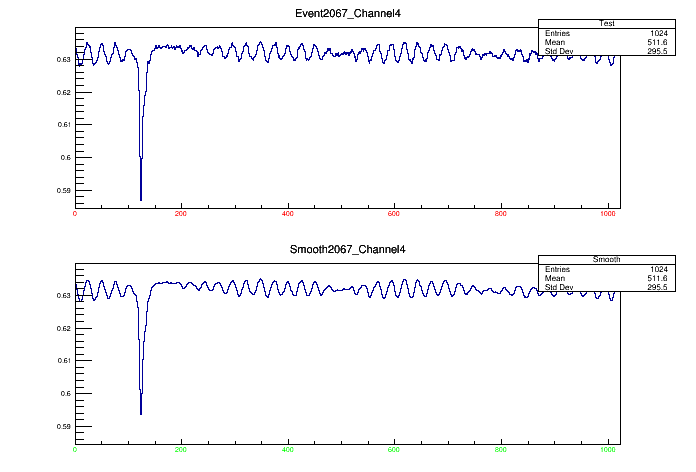 Event2067_Channel4
Test
Entries 1024
Mean 511.6
Std Dev 295.5
0.63
0.62
0.61
0.6
0.59
0 200 400 600 800 1000
Smooth2067_Channel4
Smooth
Entries 1024
Mean 511.6
Std Dev 295.5
0.63
0.62
0.61
0.6
0.59
0 200 400 600 800 1000